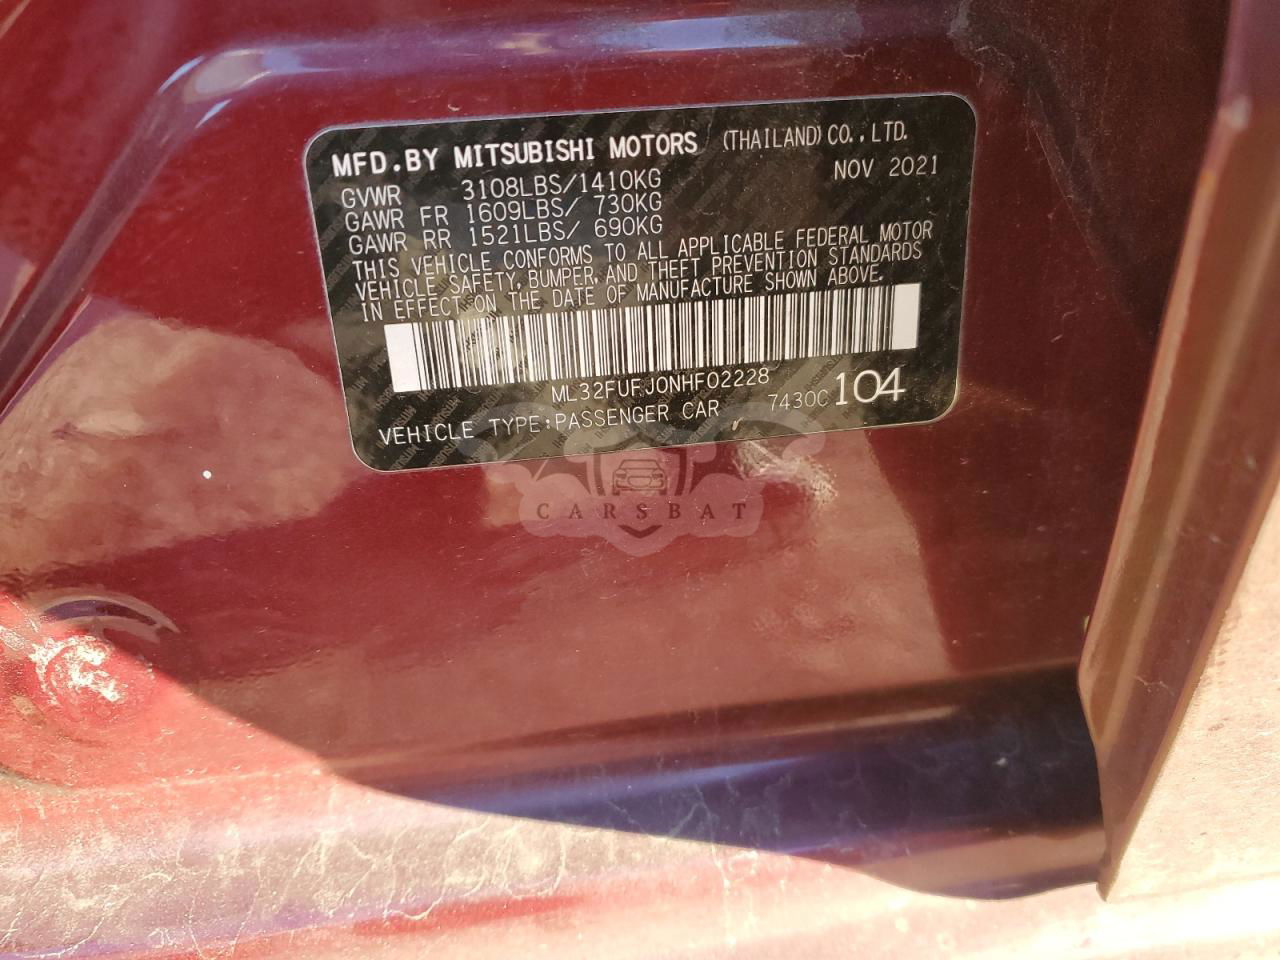 MFD.BY MITSUBISHI MOTORS (THAILAND) CO., LTD.
NOV 2021
GVWR 3108LBS/1410KG
GAWR FR 1609LBS/ 730KG
GAWR RR 1521LBS/ 690KG
THIS VEHICLE CONFORMS TO ALL APPLICABLE FEDERAL MOTOR
VEHICLE SAFETY, BUMPER, AND THEFT PREVENTION STANDARDS
IN EFFECT ON THE DATE OF MANUFACTURE SHOWN ABOVE.
ML32FUFJ0NHF02228
VEHICLE TYPE:PASSENGER CAR 7430C 104
CARSBAT